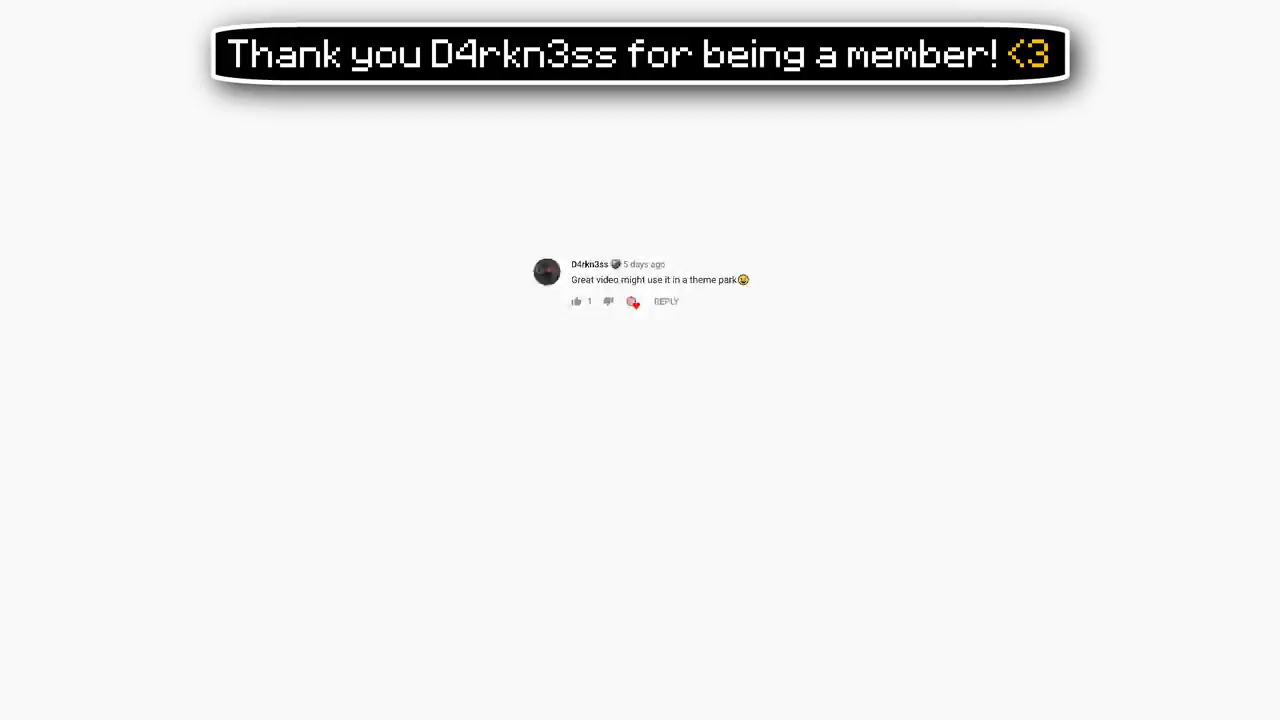 Thank you D4rkn3ss for being a member! <3
D4rkn3ss 5 days ago
Great video might use it in a theme park😄
1 REPLY